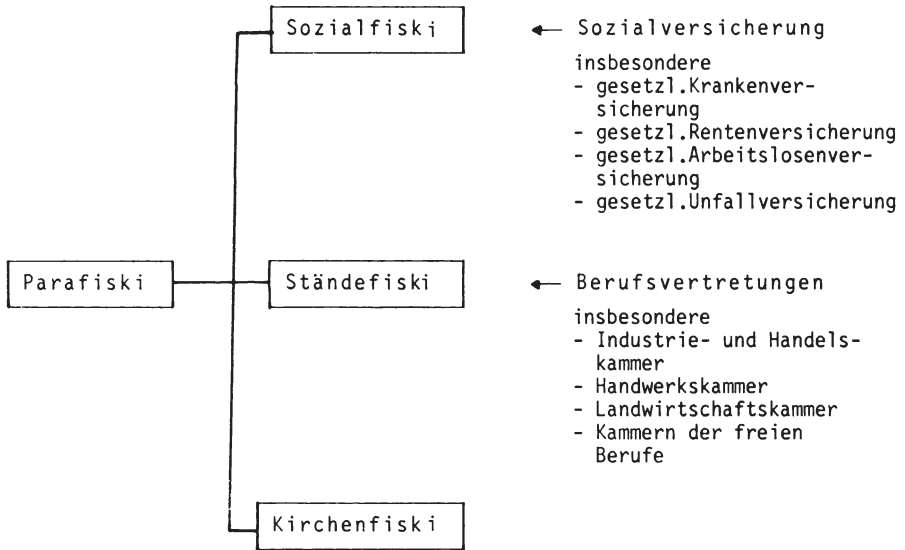 Sozialfiski
← Sozialversicherung
insbesondere
- gesetzl.Krankenver-
sicherung
- gesetzl.Rentenversicherung
- gesetzl.Arbeitslosenver-
sicherung
- gesetzl.Unfallversicherung
Parafiski
Ständefiski
← Berufsvertretungen
insbesondere
- Industrie- und Handels-
kammer
- Handwerkskammer
- Landwirtschaftskammer
- Kammern der freien
Berufe
Kirchenfiski